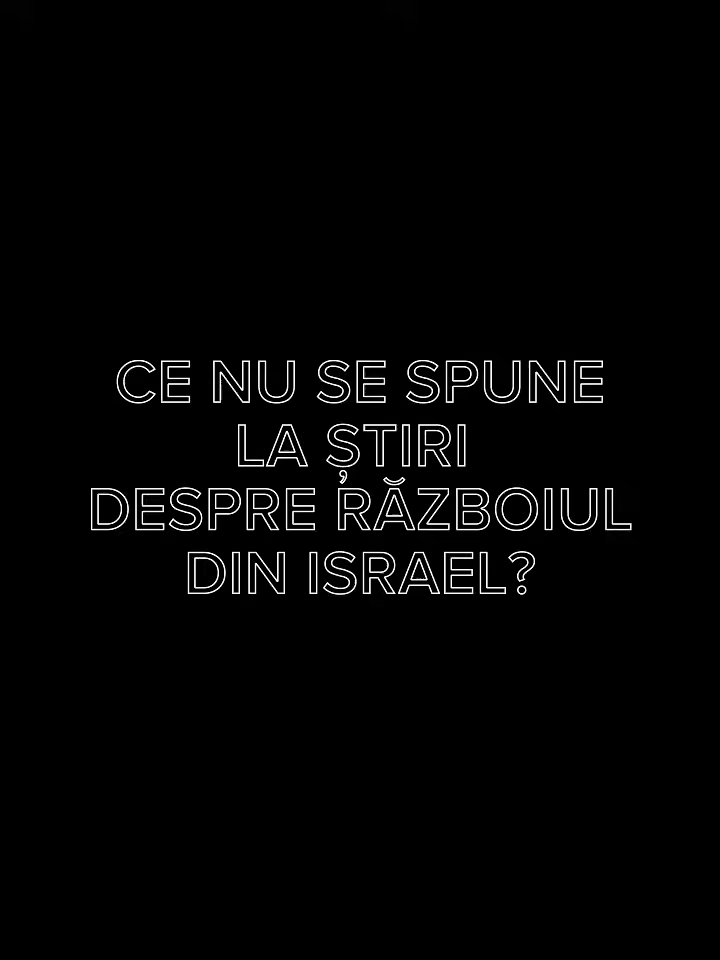 CE NU SE SPUNE
LA ȘTIRI
DESPRE RĂZBOIUL
DIN ISRAEL?